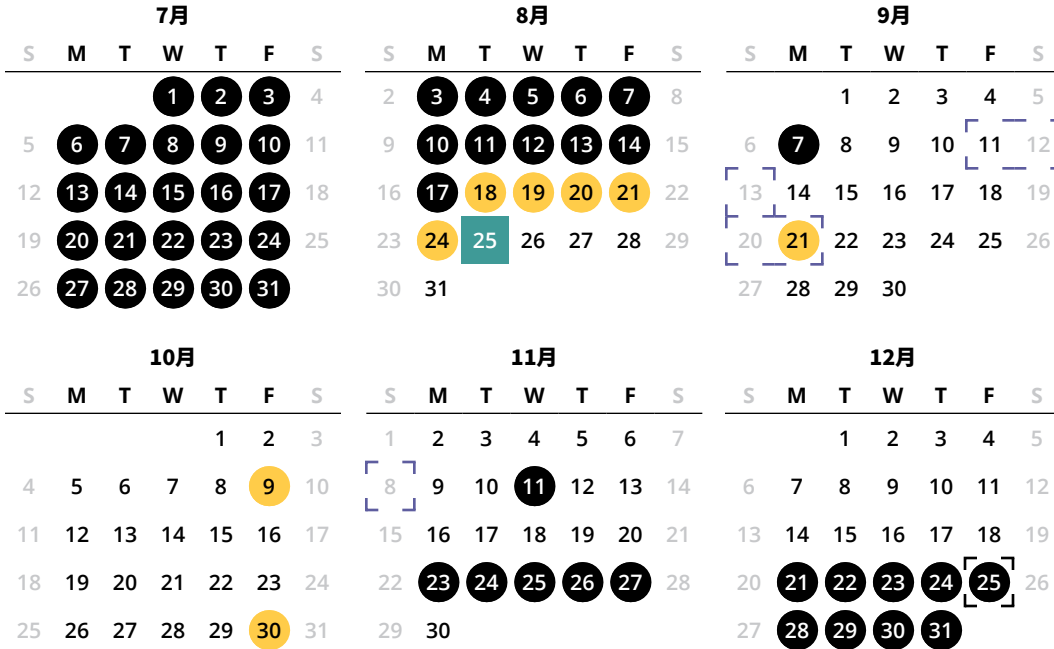 7月
S M T W T F S
1 2 3 4
5 6 7 8 9 10 11
12 13 14 15 16 17 18
19 20 21 22 23 24 25
26 27 28 29 30 31
8月
S M T W T F S
2 3 4 5 6 7 8
9 10 11 12 13 14 15
16 17 18 19 20 21 22
23 24 25 26 27 28 29
30 31
9月
S M T W T F S
1 2 3 4 5
6 7 8 9 10 11 12
13 14 15 16 17 18 19
20 21 22 23 24 25 26
27 28 29 30
10月
S M T W T F S
1 2 3
4 5 6 7 8 9 10
11 12 13 14 15 16 17
18 19 20 21 22 23 24
25 26 27 28 29 30 31
11月
S M T W T F S
1 2 3 4 5 6 7
8 9 10 11 12 13 14
15 16 17 18 19 20 21
22 23 24 25 26 27 28
29 30
12月
S M T W T F S
1 2 3 4 5
6 7 8 9 10 11 12
13 14 15 16 17 18 19
20 21 22 23 24 25 26
27 28 29 30 31